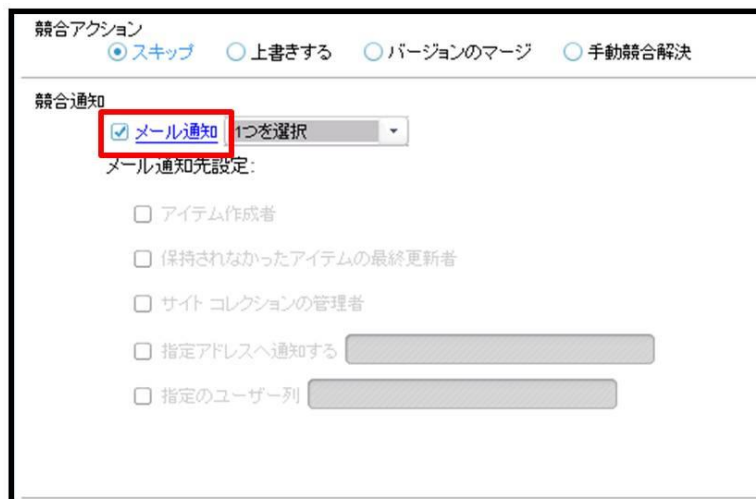 競合アクション
スキップ 上書きする バージョンのマージ 手動競合解決
競合通知
メール通知 1つを選択
メール通知先設定:
アイテム作成者
保持されなかったアイテムの最終更新者
サイト コレクションの管理者
指定アドレスへ通知する
指定のユーザー列